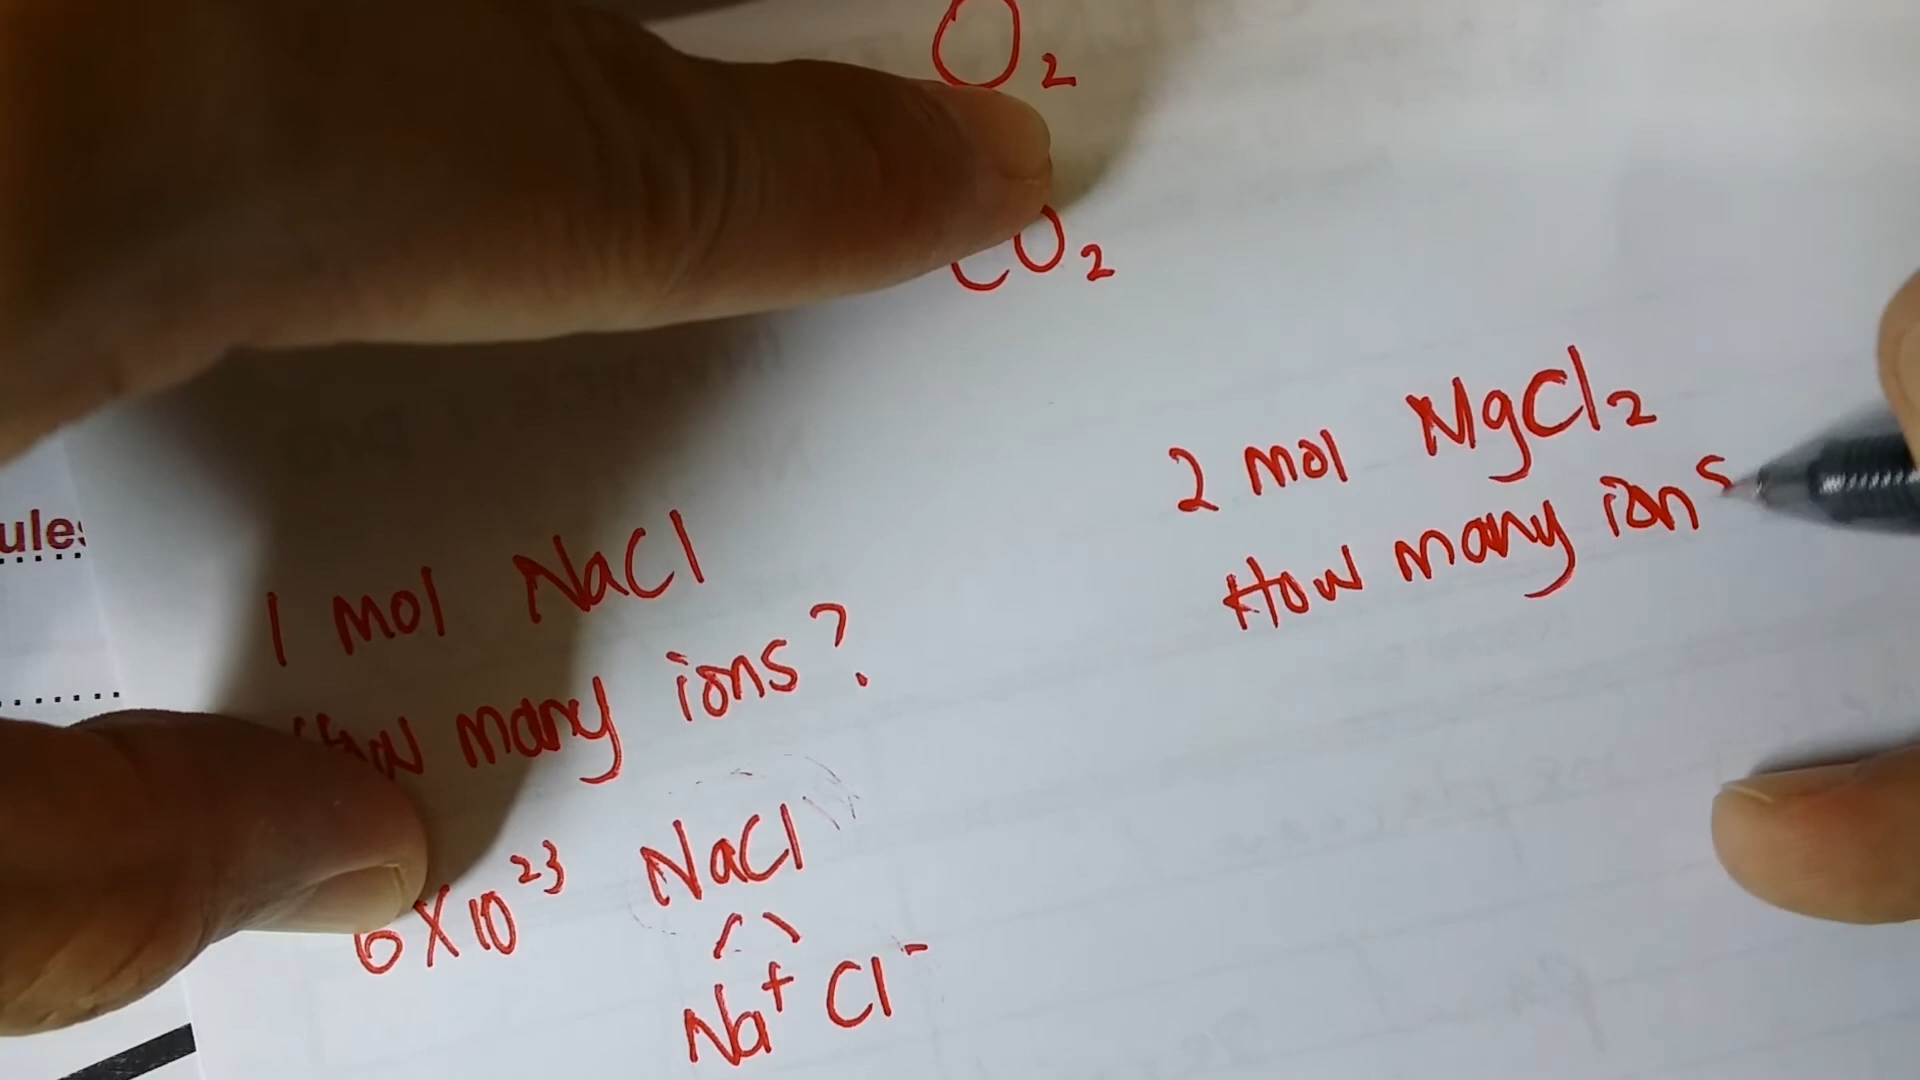 O2
CO2
2 mol MgCl2
How many ions
1 mol NaCl
How many ions?
6X10^23 NaCl
Na+ Cl-